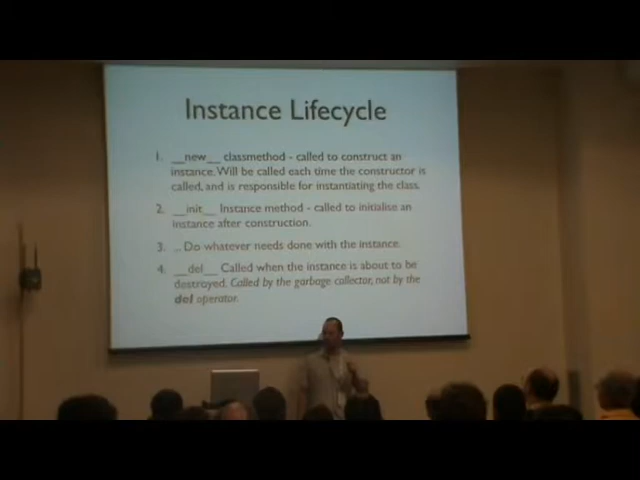 Instance Lifecycle
1. __new__ classmethod - called to construct an
instance. Will be called each time the constructor is
called, and is responsible for instantiating the class.
2. __init__ Instance method - called to initialise an
instance after construction.
3. ... Do whatever needs done with the instance.
4. __del__ Called when the instance is about to be
destroyed. Called by the garbage collector, not by the
del operator.